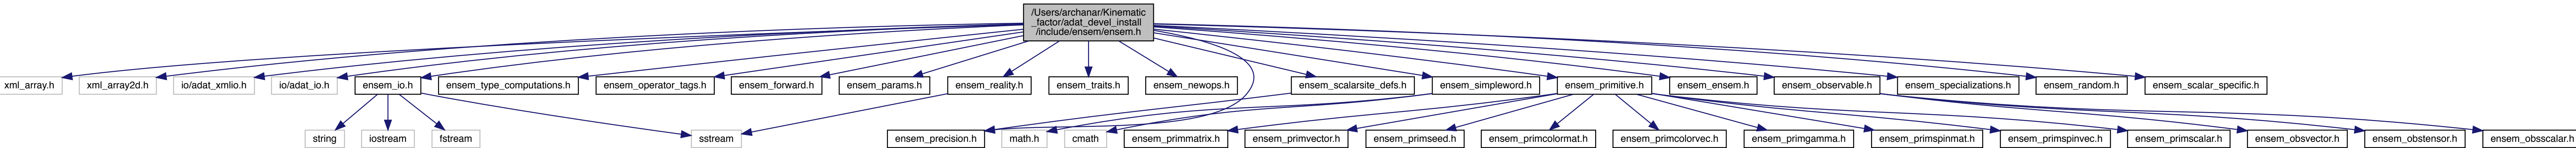 /Users/archanar/Kinematic
_factor/adat_devel_install
/include/ensem/ensem.h
xml_array.h
xml_array2d.h
io/adat_xmlio.h
io/adat_io.h
ensem_io.h
ensem_type_computations.h
ensem_operator_tags.h
ensem_forward.h
ensem_params.h
ensem_reality.h
ensem_traits.h
ensem_newops.h
ensem_scalarsite_defs.h
ensem_simpleword.h
ensem_primitive.h
ensem_ensem.h
ensem_observable.h
ensem_specializations.h
ensem_random.h
ensem_scalar_specific.h
string
iostream
fstream
sstream
ensem_precision.h
math.h
cmath
ensem_primmatrix.h
ensem_primvector.h
ensem_primseed.h
ensem_primcolormat.h
ensem_primcolorvec.h
ensem_primgamma.h
ensem_primspinmat.h
ensem_primspinvec.h
ensem_primscalar.h
ensem_obsvector.h
ensem_obstensor.h
ensem_obsscalar.h